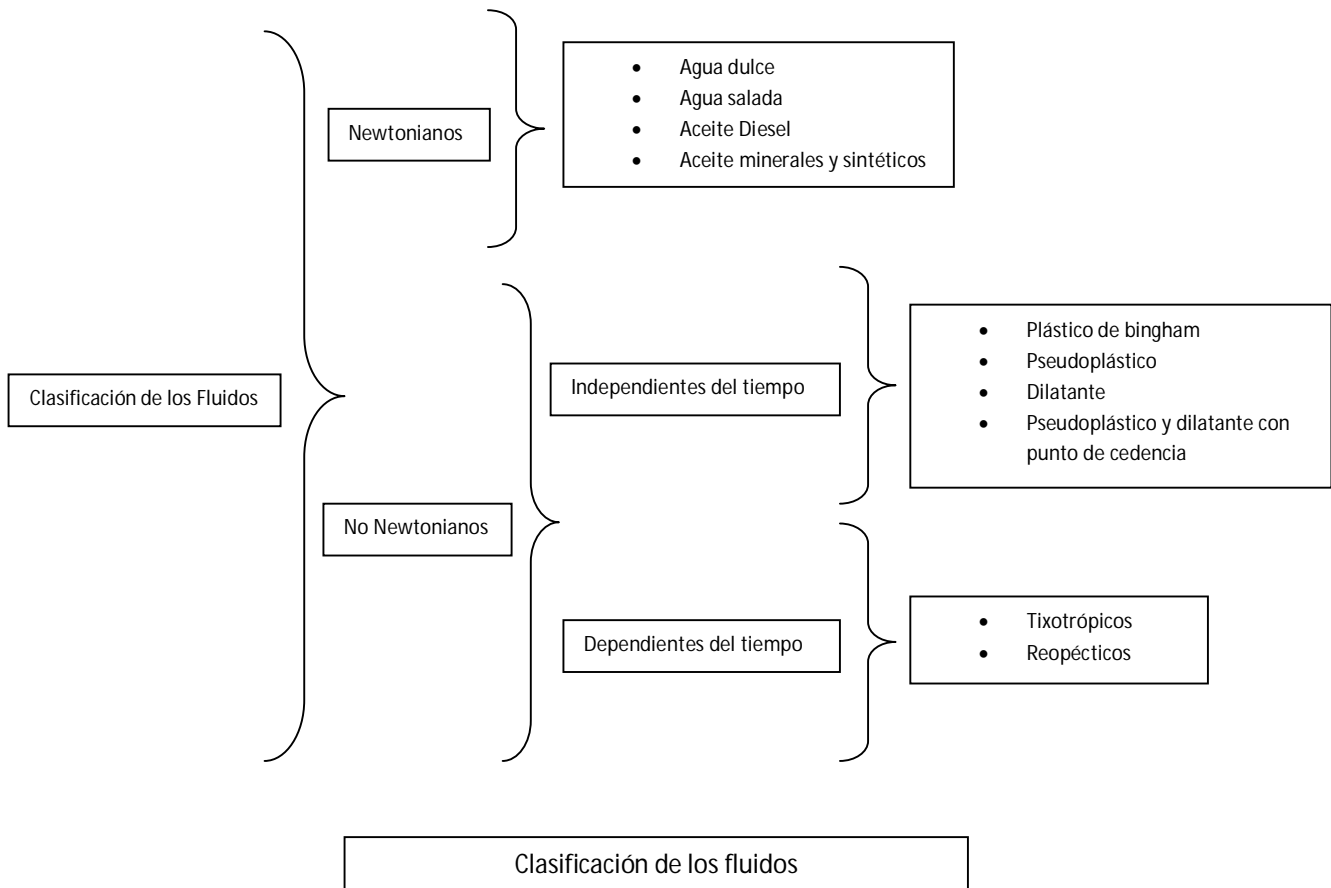 Clasificación de los Fluidos
Newtonianos
• Agua dulce
• Agua salada
• Aceite Diesel
• Aceite minerales y sintéticos
No Newtonianos
Independientes del tiempo
• Plástico de bingham
• Pseudoplástico
• Dilatante
• Pseudoplástico y dilatante con
punto de cedencia
Dependientes del tiempo
• Tixotrópicos
• Reopécticos
Clasificación de los fluidos